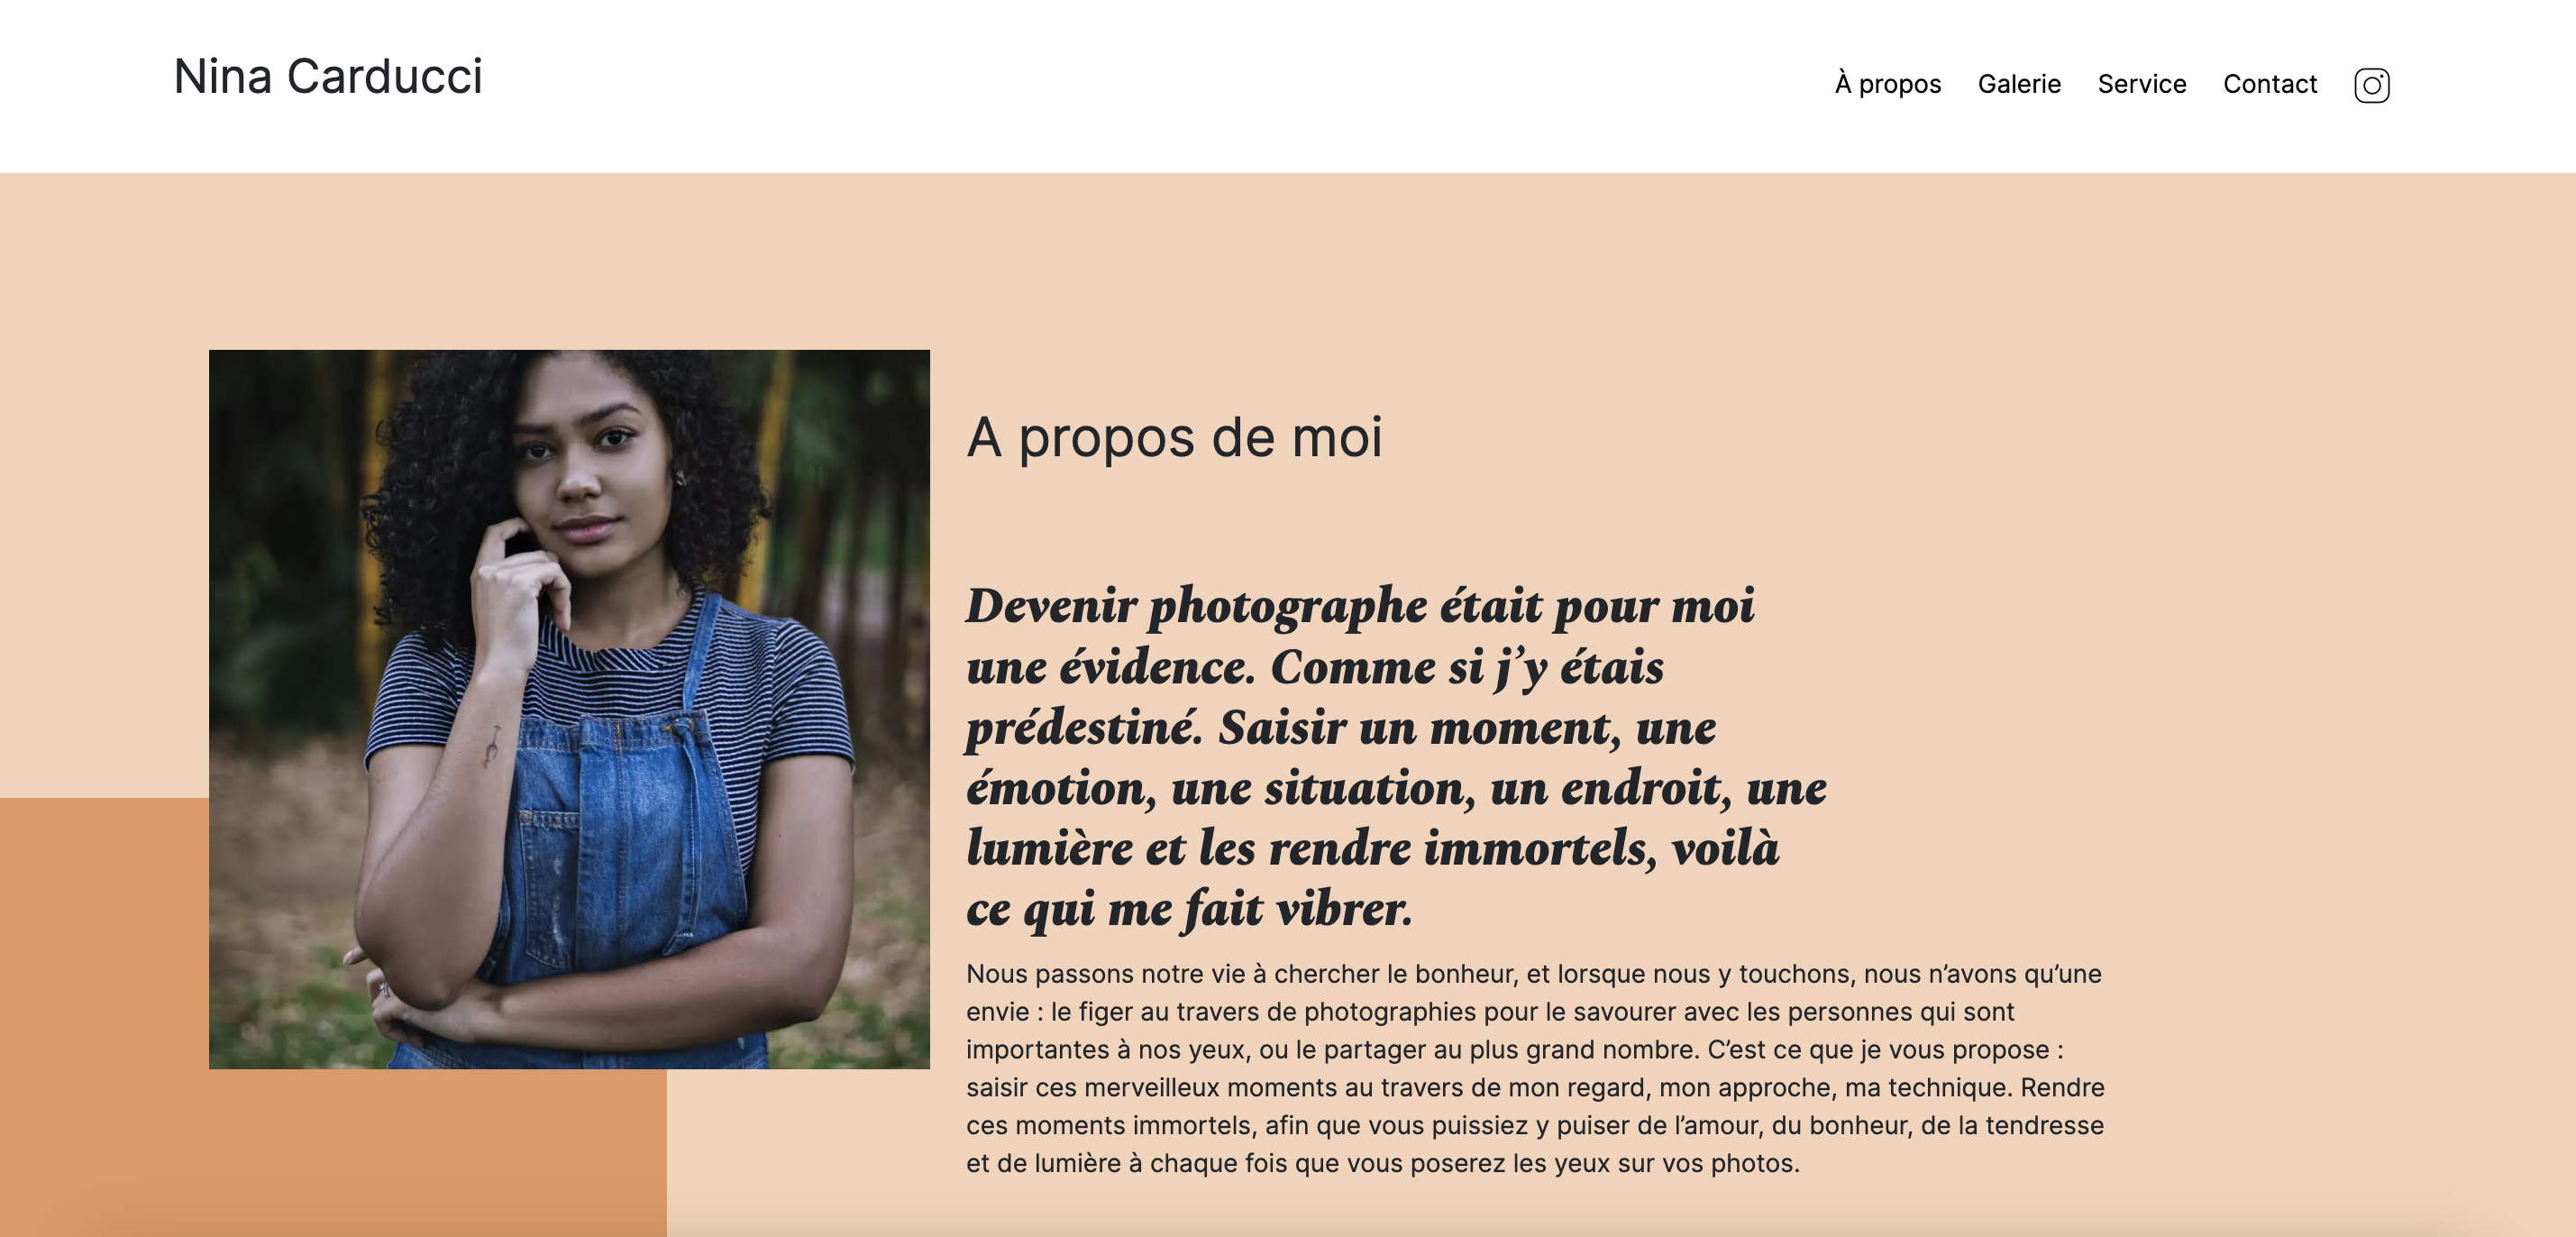 Nina Carducci
À propos Galerie Service Contact
A propos de moi
Devenir photographe était pour moi
une évidence. Comme si j’y étais
prédestiné. Saisir un moment, une
émotion, une situation, un endroit, une
lumière et les rendre immortels, voilà
ce qui me fait vibrer.
Nous passons notre vie à chercher le bonheur, et lorsque nous y touchons, nous n’avons qu’une
envie : le figer au travers de photographies pour le savourer avec les personnes qui sont
importantes à nos yeux, ou le partager au plus grand nombre. C’est ce que je vous propose :
saisir ces merveilleux moments au travers de mon regard, mon approche, ma technique. Rendre
ces moments immortels, afin que vous puissiez y puiser de l’amour, du bonheur, de la tendresse
et de lumière à chaque fois que vous poserez les yeux sur vos photos.